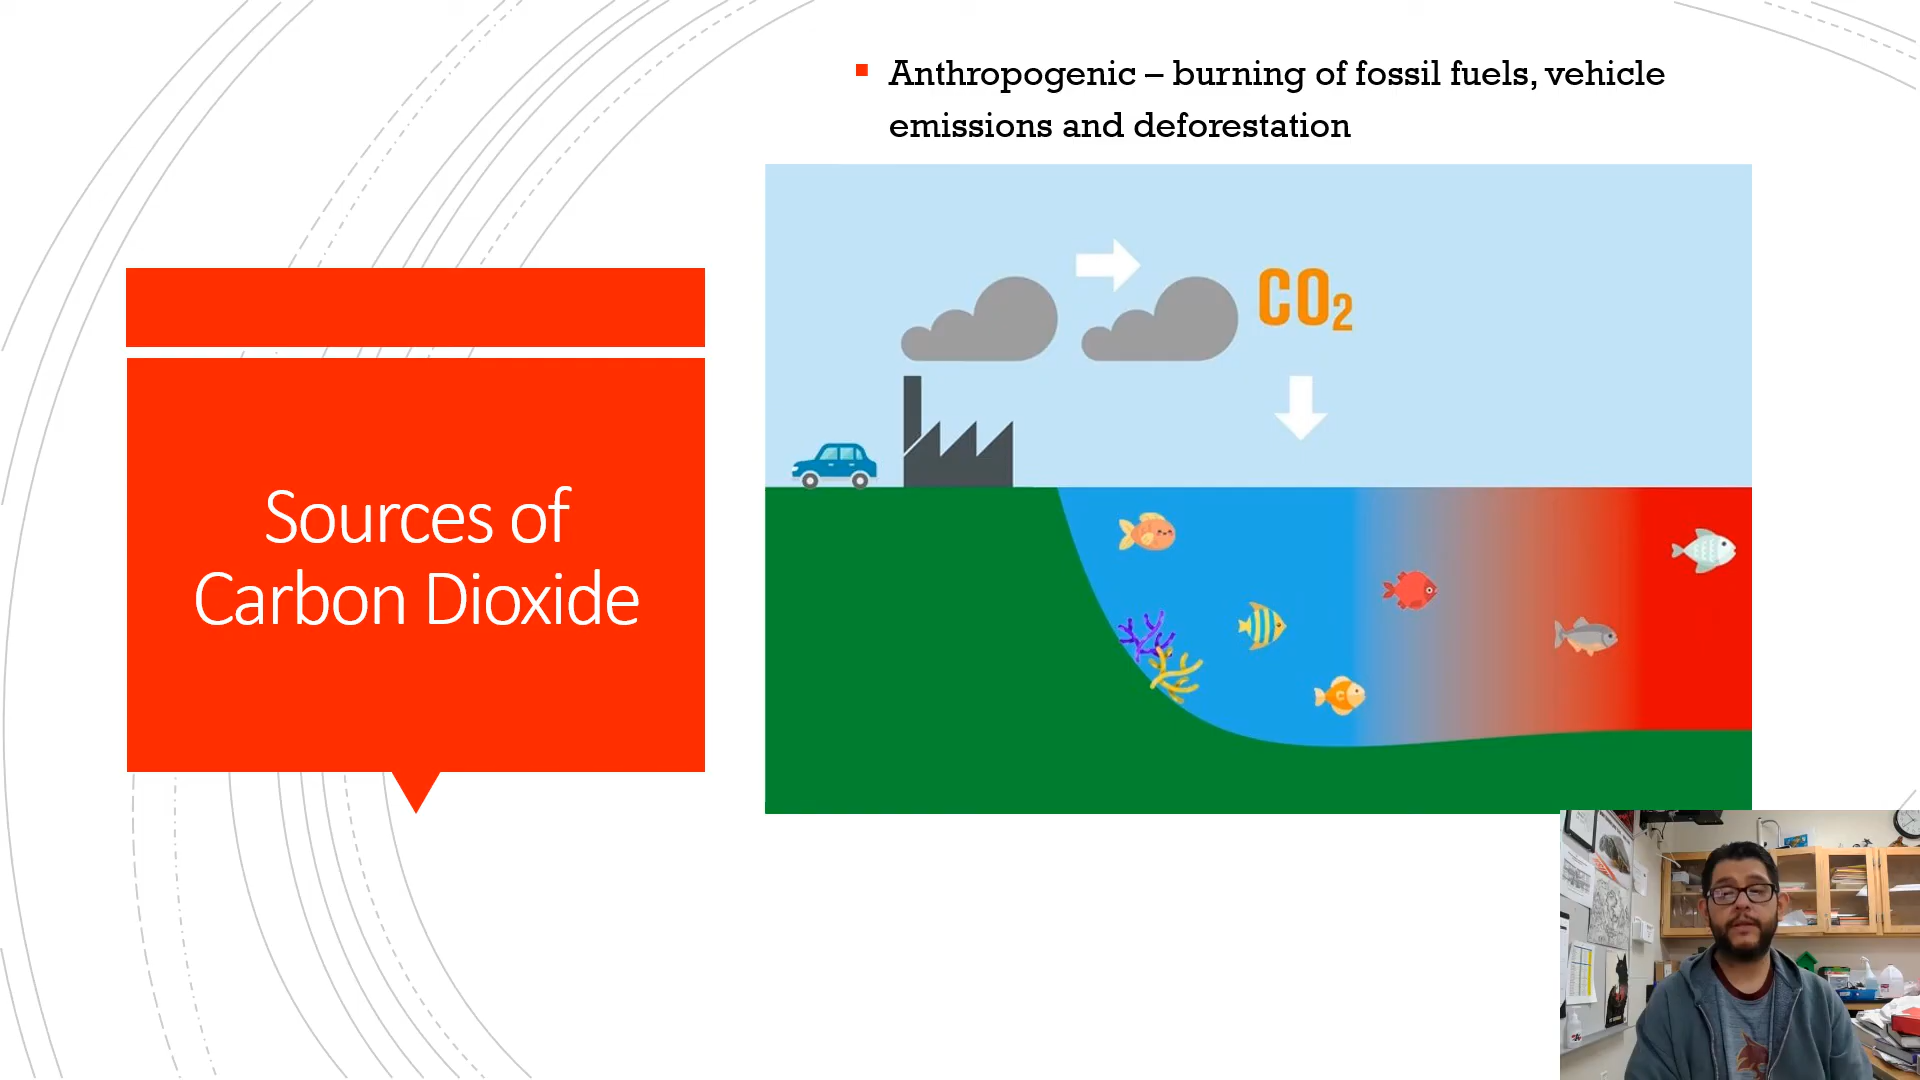 Anthropogenic – burning of fossil fuels, vehicle
emissions and deforestation
CO2
Sources of
Carbon Dioxide